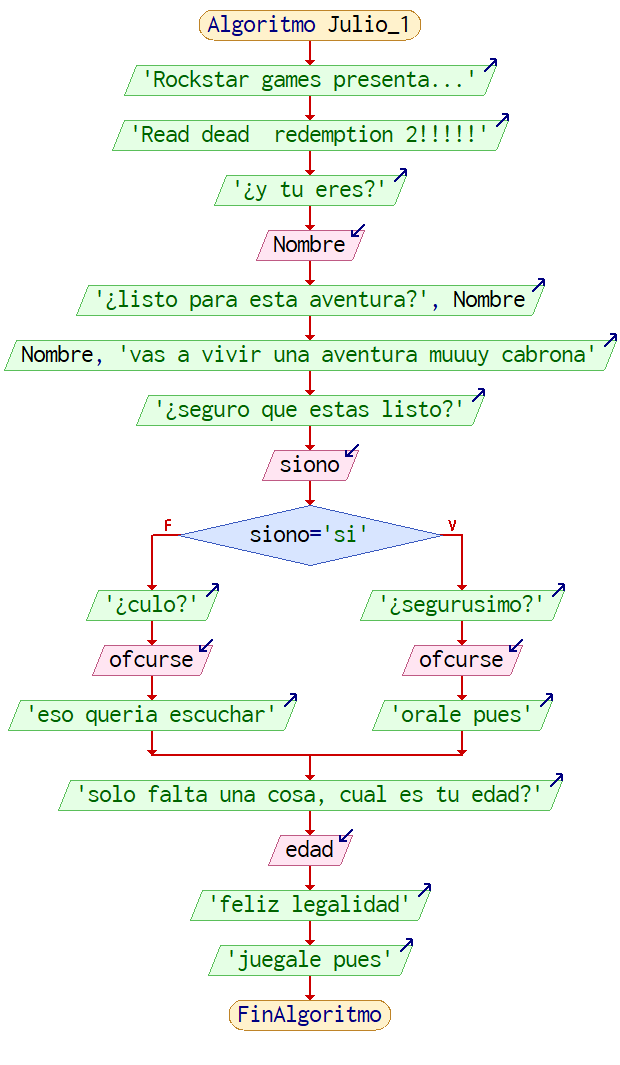 Algoritmo Julio_1
'Rockstar games presenta...'
'Read dead  redemption 2!!!!!'
'¿y tu eres?'
Nombre
'¿listo para esta aventura?', Nombre
Nombre, 'vas a vivir una aventura muuuy cabrona'
'¿seguro que estas listo?'
siono
siono='si'
F
V
'¿culo?'
'¿segurusimo?'
ofcurse
ofcurse
'eso queria escuchar'
'orale pues'
'solo falta una cosa, cual es tu edad?'
edad
'feliz legalidad'
'juegale pues'
FinAlgoritmo